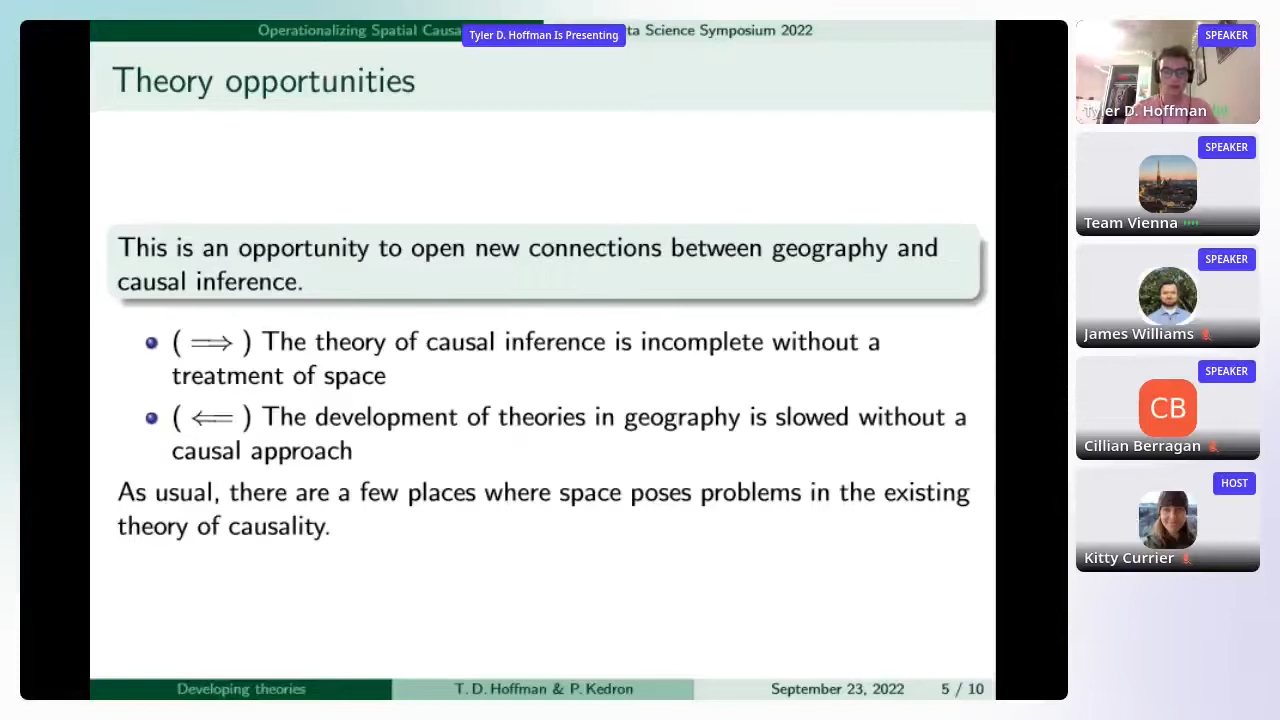 Operationalizing Spatial Causa
Tyler D. Hoffman Is Presenting
ta Science Symposium 2022
Theory opportunities
This is an opportunity to open new connections between geography and
causal inference.
( ⟹ ) The theory of causal inference is incomplete without a
treatment of space
( ⟸ ) The development of theories in geography is slowed without a
causal approach
As usual, there are a few places where space poses problems in the existing
theory of causality.
Developing theories
T. D. Hoffman & P. Kedron
September 23, 2022
5 / 10
SPEAKER
Tyler D. Hoffman
SPEAKER
Team Vienna
SPEAKER
James Williams
SPEAKER
CB
Cillian Berragan
HOST
Kitty Currier